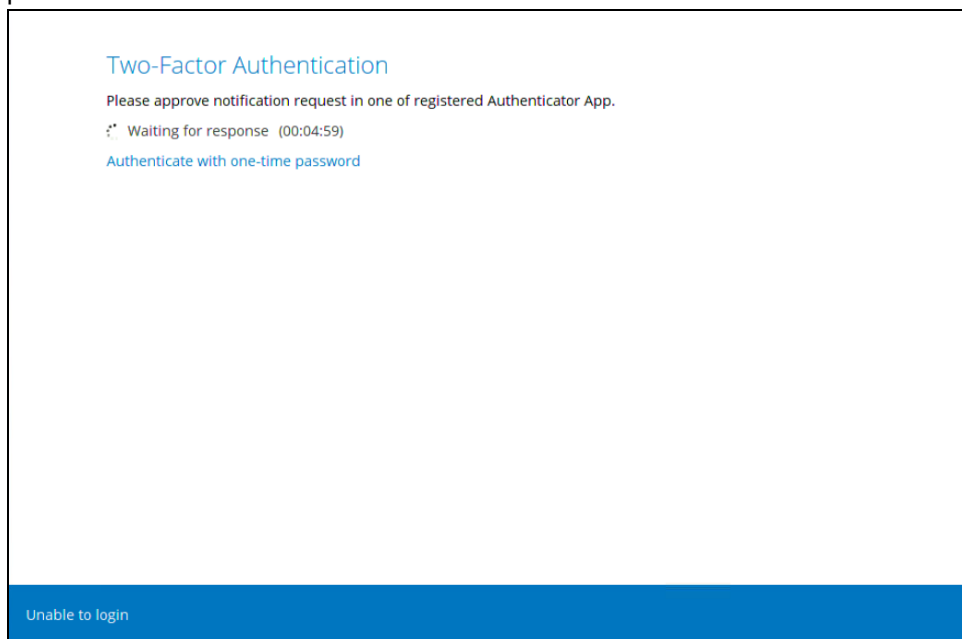 Two-Factor Authentication
Please approve notification request in one of registered Authenticator App.
Waiting for response (00:04:59)
Authenticate with one-time password
Unable to login